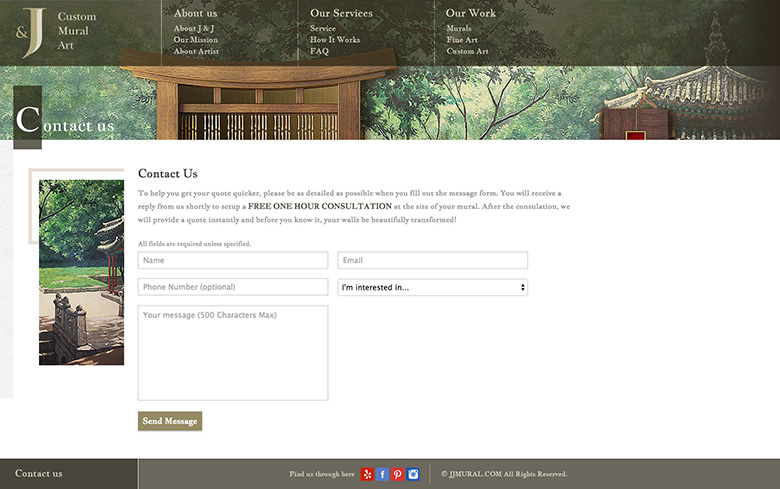 &J
Custom
Mural
Art
About us
About J & J
Our Mission
About Artist
Our Services
Service
How It Works
FAQ
Our Work
Murals
Fine Art
Custom Art
Contact us
Contact Us
To help you get your quote quicker, please be as detailed as possible when you fill out the message form. You will receive a
reply from us shortly to setup a FREE ONE HOUR CONSULTATION at the site of your mural. After the consulation, we
will provide a quote instantly and before you know it, your walls be beautifully transformed!
All fields are required unless specified.
Name
Email
Phone Number (optional)
I'm interested in...
Your message (500 Characters Max)
Send Message
Contact us
Find us through here
© JJMURAL.COM All Rights Reserved.